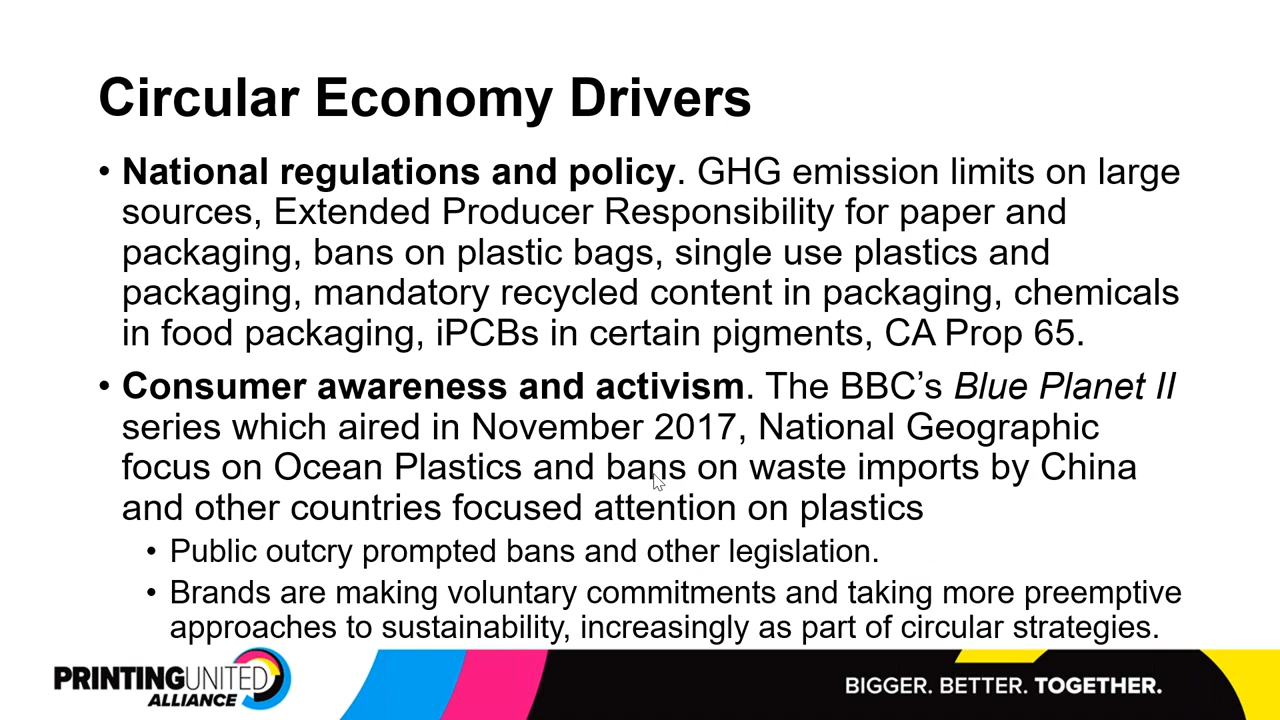 Circular Economy Drivers
• National regulations and policy. GHG emission limits on large
sources, Extended Producer Responsibility for paper and
packaging, bans on plastic bags, single use plastics and
packaging, mandatory recycled content in packaging, chemicals
in food packaging, iPCBs in certain pigments, CA Prop 65.
• Consumer awareness and activism. The BBC’s Blue Planet II
series which aired in November 2017, National Geographic
focus on Ocean Plastics and bans on waste imports by China
and other countries focused attention on plastics
• Public outcry prompted bans and other legislation.
• Brands are making voluntary commitments and taking more preemptive
approaches to sustainability, increasingly as part of circular strategies.
PRINTINGUNITED
ALLIANCE
BIGGER. BETTER. TOGETHER.